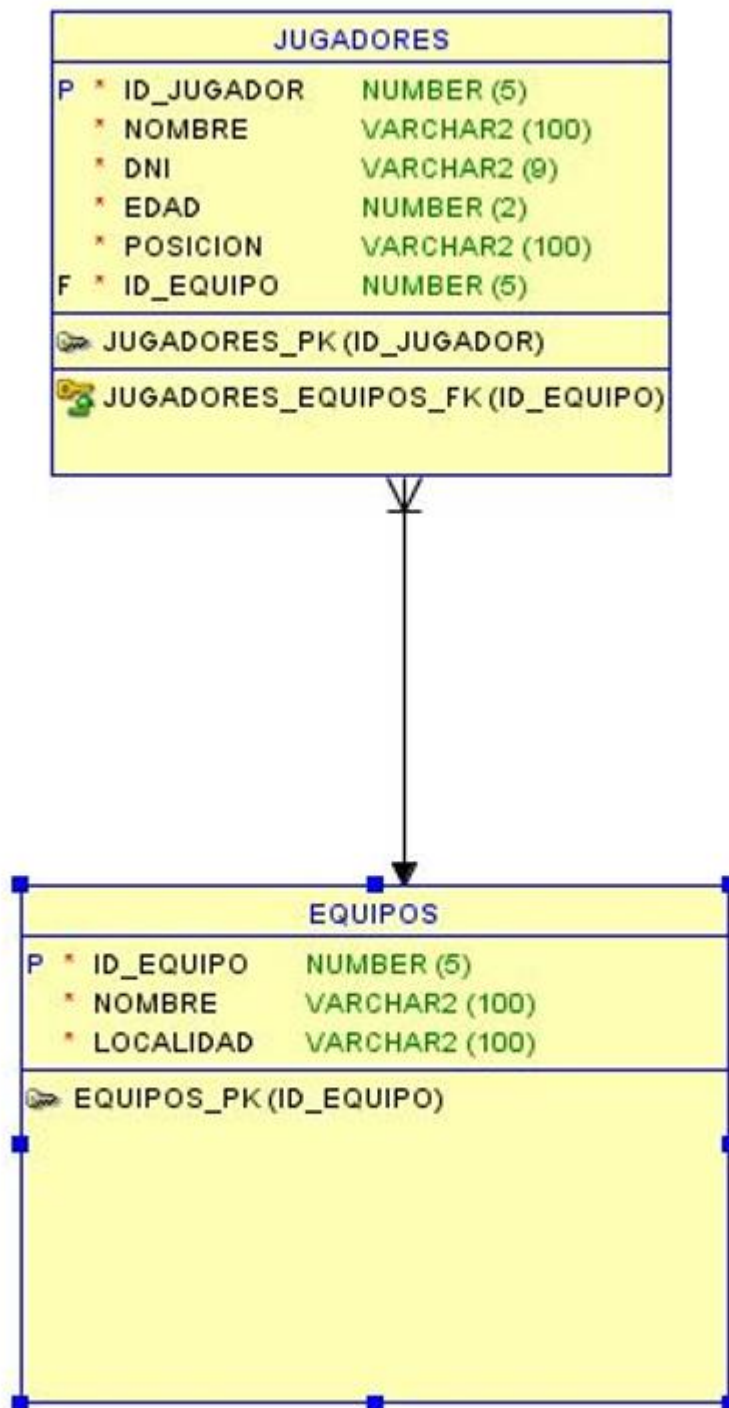 JUGADORES
P * ID_JUGADOR NUMBER (5)
* NOMBRE VARCHAR2 (100)
* DNI VARCHAR2 (9)
* EDAD NUMBER (2)
* POSICION VARCHAR2 (100)
F * ID_EQUIPO NUMBER (5)
JUGADORES_PK (ID_JUGADOR)
JUGADORES_EQUIPOS_FK (ID_EQUIPO)
EQUIPOS
P * ID_EQUIPO NUMBER (5)
* NOMBRE VARCHAR2 (100)
* LOCALIDAD VARCHAR2 (100)
EQUIPOS_PK (ID_EQUIPO)